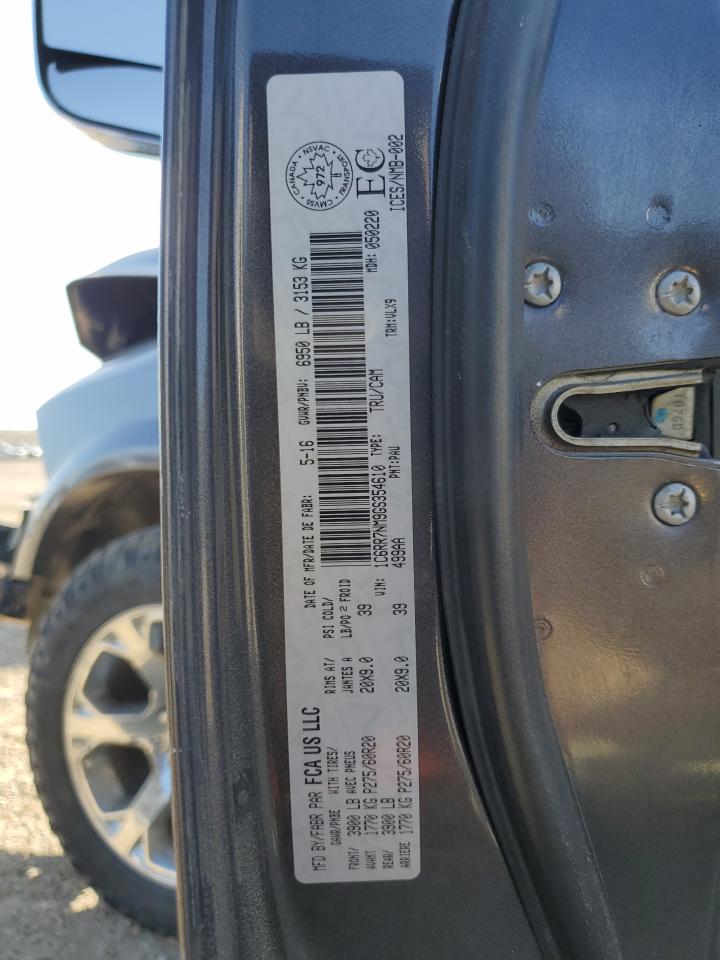 MFD BY/FABR PAR FCA US LLC
DATE OF MFR/DATE DE FABR: 5-16 GVWR/PNBV: 6950 LB / 3153 KG
GAWR/PNBE WITH TIRES/ RIMS AT/ PSI COLD/
FRONT/ 3900 LB AVEC PNEUS JANTES A LB/PO 2 FROID
AVANT 1770 KG P275/60R20 20X9.0 39
REAR/ 3900 LB VIN: 1C6RR7NM9GS354610 TYPE: TRU/CAM
ARRIERE 1770 KG P275/60R20 20X9.0 39 499AA PNT:PAU TRM:VLX9
MDH: 050220
CANADA NSVAC TRANSPORT CMVSS
972
EC
ICES/NMB-002